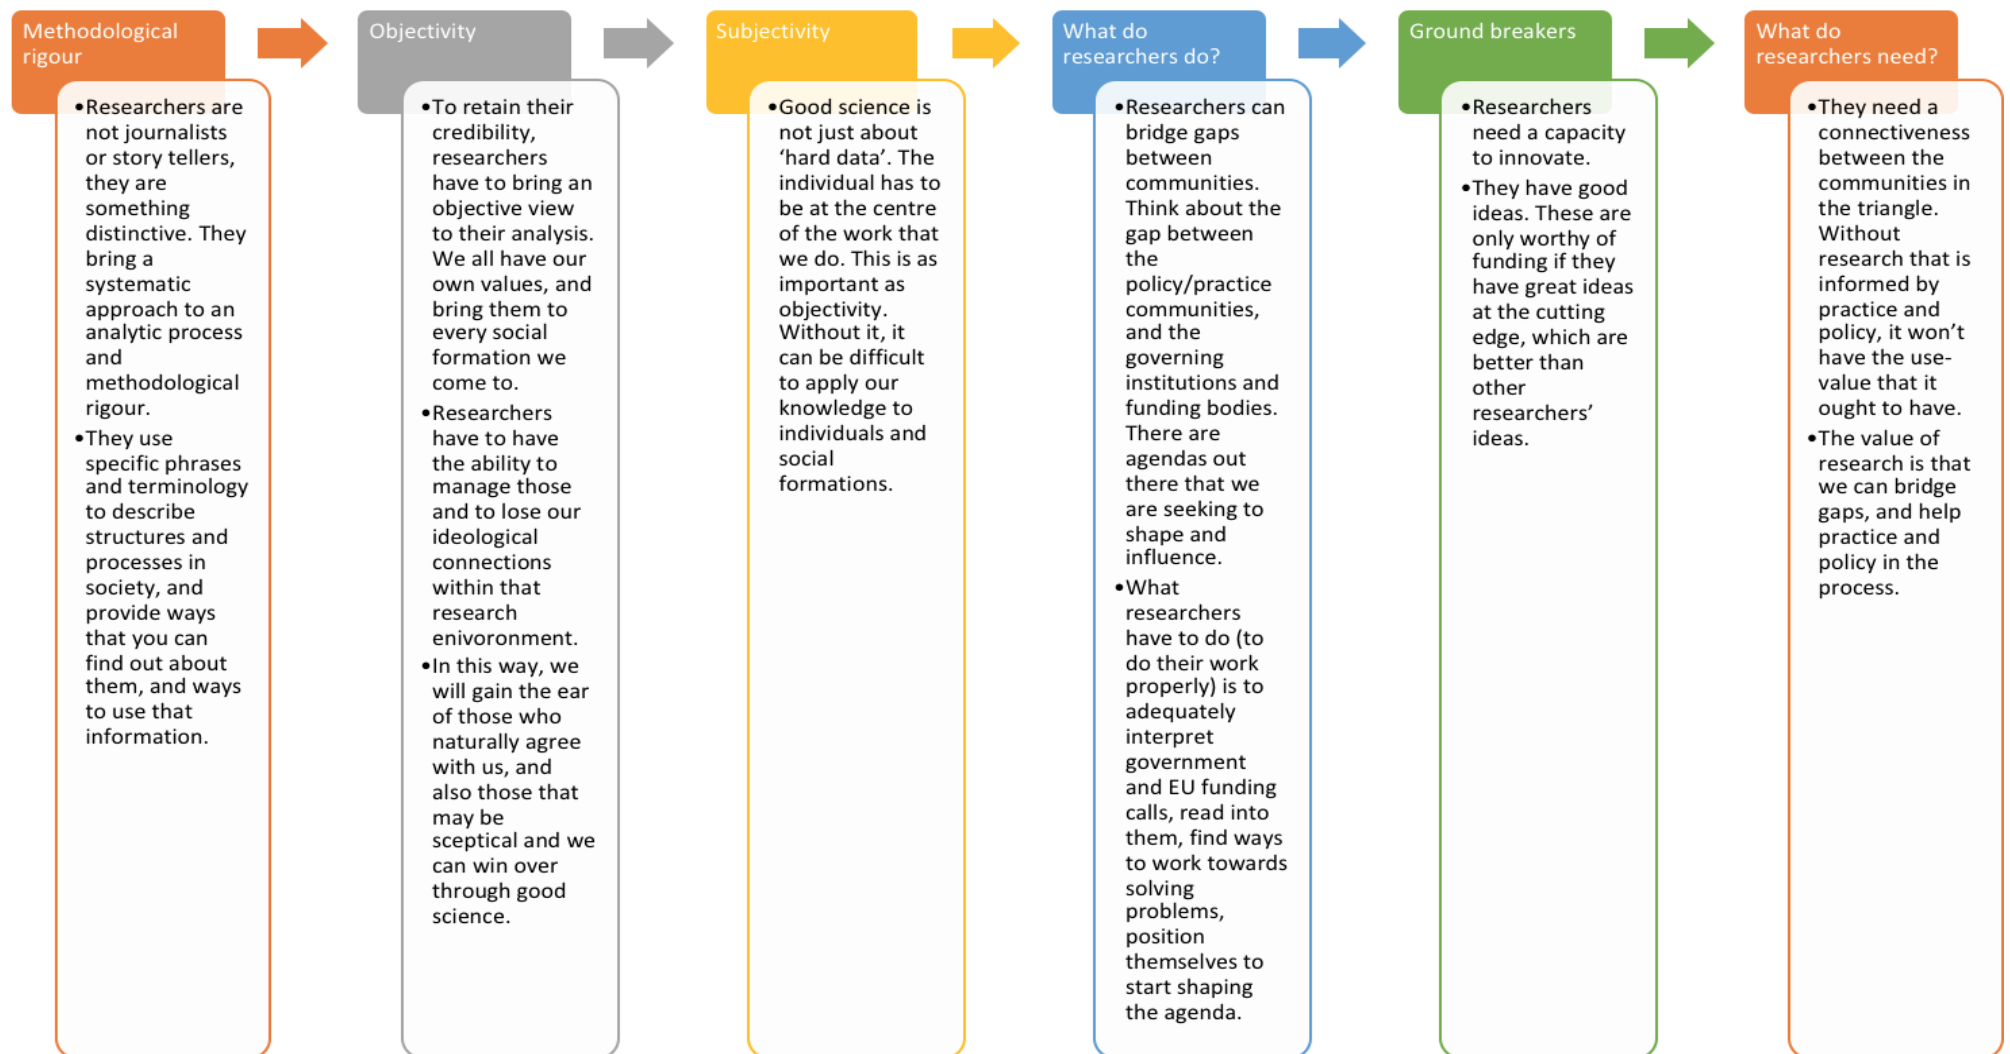 Methodological
rigour
•Researchers are
not journalists
or story tellers,
they are
something
distinctive. They
bring a
systematic
approach to an
analytic process
and
methodological
rigour.
•They use
specific phrases
and terminology
to describe
structures and
processes in
society, and
provide ways
that you can
find out about
them, and ways
to use that
information.
Objectivity
•To retain their
credibility,
researchers
have to bring an
objective view
to their analysis.
We all have our
own values, and
bring them to
every social
formation we
come to.
•Researchers
have to have
the ability to
manage those
and to lose our
ideological
connections
within that
research
enivoronment.
•In this way, we
will gain the ear
of those who
naturally agree
with us, and
also those that
may be
sceptical and we
can win over
through good
science.
Subjectivity
•Good science is
not just about
‘hard data’. The
individual has to
be at the centre
of the work that
we do. This is as
important as
objectivity.
Without it, it
can be difficult
to apply our
knowledge to
individuals and
social
formations.
What do
researchers do?
•Researchers can
bridge gaps
between
communities.
Think about the
gap between
the
policy/practice
communities,
and the
governing
institutions and
funding bodies.
There are
agendas out
there that we
are seeking to
shape and
influence.
•What
researchers
have to do (to
do their work
properly) is to
adequately
interpret
government
and EU funding
calls, read into
them, find ways
to work towards
solving
problems,
position
themselves to
start shaping
the agenda.
Ground breakers
•Researchers
need a capacity
to innovate.
•They have good
ideas. These are
only worthy of
funding if they
have great ideas
at the cutting
edge, which are
better than
other
researchers’
ideas.
What do
researchers need?
•They need a
connectiveness
between the
communities in
the triangle.
Without
research that is
informed by
practice and
policy, it won’t
have the use-
value that it
ought to have.
•The value of
research is that
we can bridge
gaps, and help
practice and
policy in the
process.